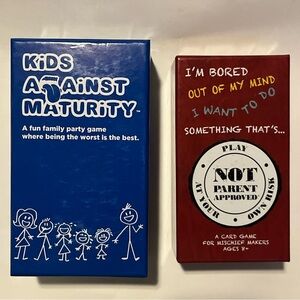 KiDS
AGAiNST
MATURiTY™
A fun family party game
where being the worst is the best.
I'M BORED
OUT OF MY MIND
I WANT TO DO
SOMETHING THAT'S...
PLAY
AT YOUR
NOT
PARENT
APPROVED
OWN RISK
A CARD GAME
FOR MISCHIEF MAKERS
AGES 8+